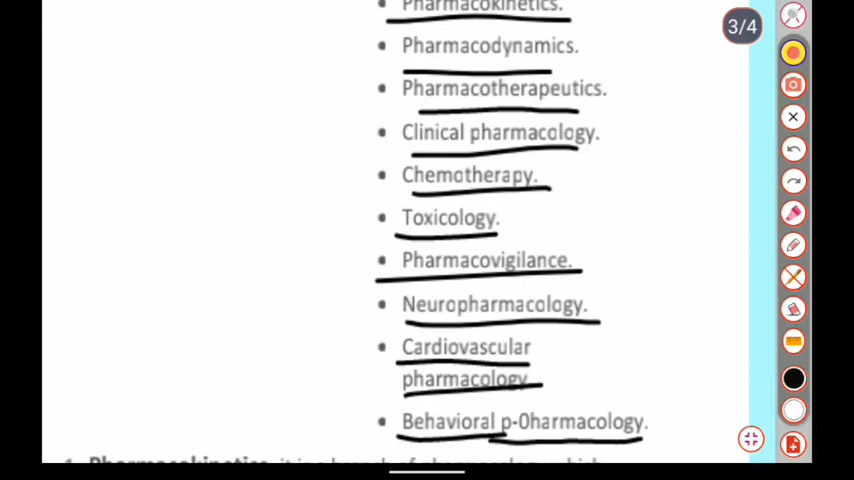 • Pharmacokinetics.
3/4
• Pharmacodynamics.
• Pharmacotherapeutics.
• Clinical pharmacology.
• Chemotherapy.
• Toxicology.
• Pharmacovigilance.
• Neuropharmacology.
• Cardiovascular
pharmacology.
• Behavioral p-0harmacology.